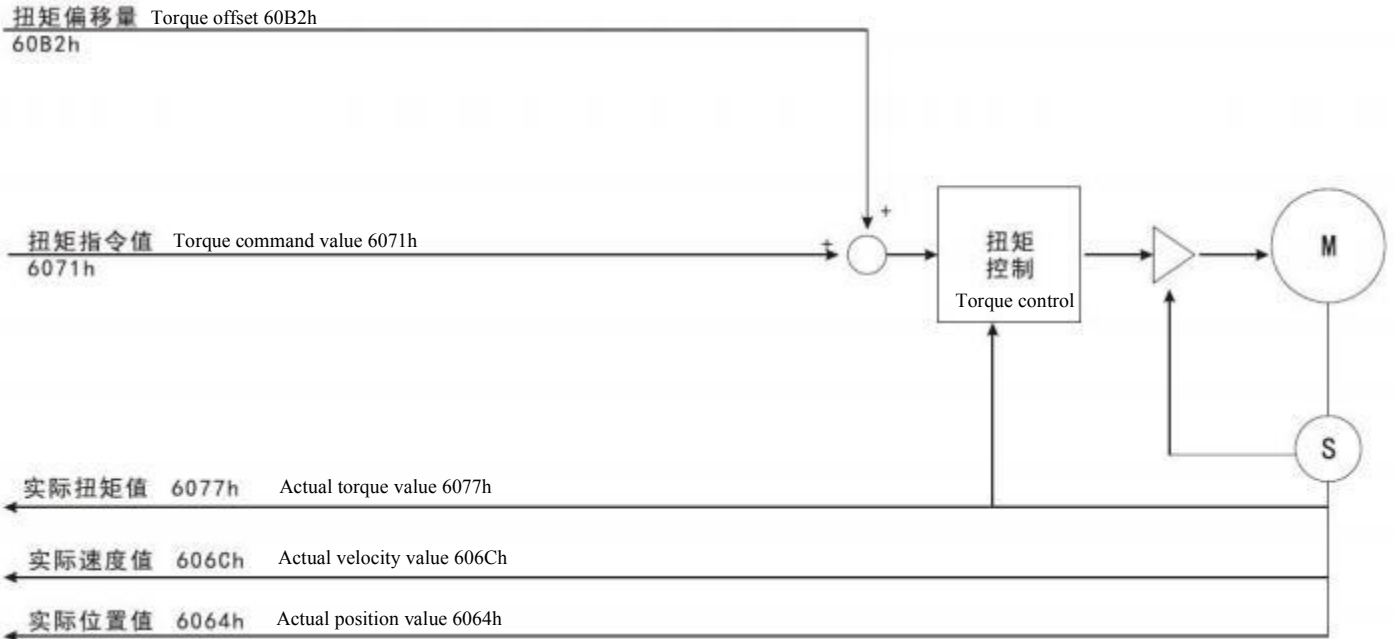 扭矩偏移量 Torque offset 60B2h
60B2h
+
扭矩指令值 Torque command value 6071h
6071h
+
扭矩
控制
Torque control
M
S
实际扭矩值 6077h Actual torque value 6077h
实际速度值 606Ch Actual velocity value 606Ch
实际位置值 6064h Actual position value 6064h